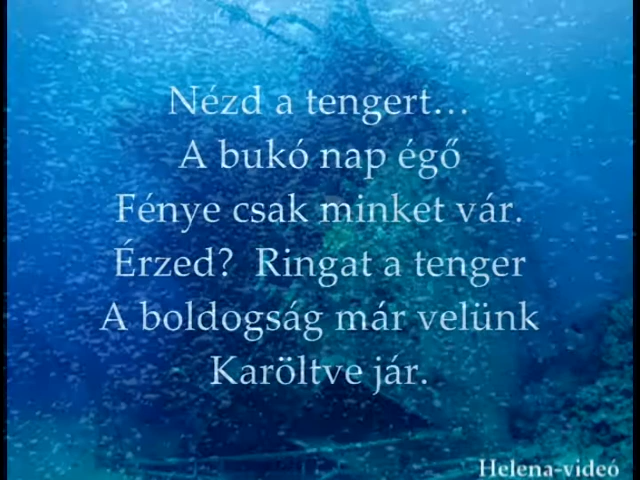 Nézd a tengert…
A bukó nap égő
Fénye csak minket vár.
Érzed?  Ringat a tenger
A boldogság már velünk
Karöltve jár.
Helena-videó